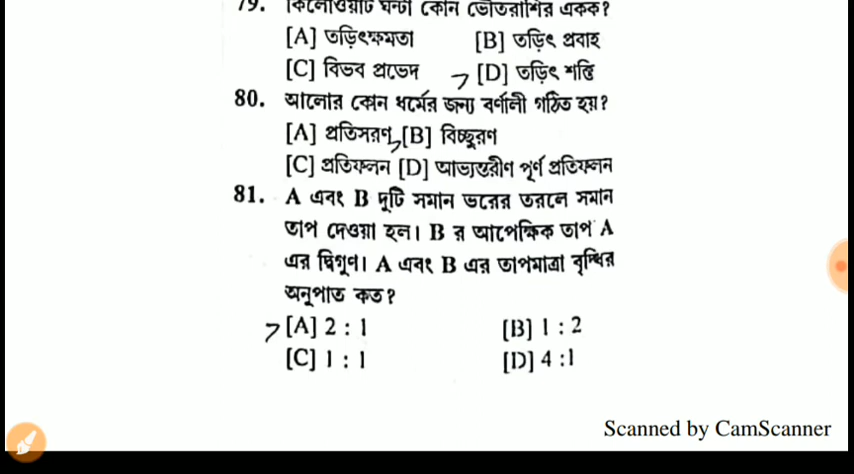 79. কিলোওয়াট ঘন্টা কোন ভৌতরাশির একক?
[A] তড়িৎক্ষমতা [B] তড়িৎ প্রবাহ
[C] বিভব প্রভেদ [D] তড়িৎ শক্তি
80. আলোর কোন ধর্মের জন্য বর্ণালী গঠিত হয়?
[A] প্রতিসরণ [B] বিচ্ছুরণ
[C] প্রতিফলন [D] আভ্যন্তরীণ পূর্ণ প্রতিফলন
81. A এবং B দুটি সমান ভরের তরলে সমান
তাপ দেওয়া হল। B র আপেক্ষিক তাপ A
এর দ্বিগুণ। A এবং B এর তাপমাত্রা বৃদ্ধির
অনুপাত কত?
[A] 2 : 1 [B] 1 : 2
[C] 1 : 1 [D] 4 :1
Scanned by CamScanner